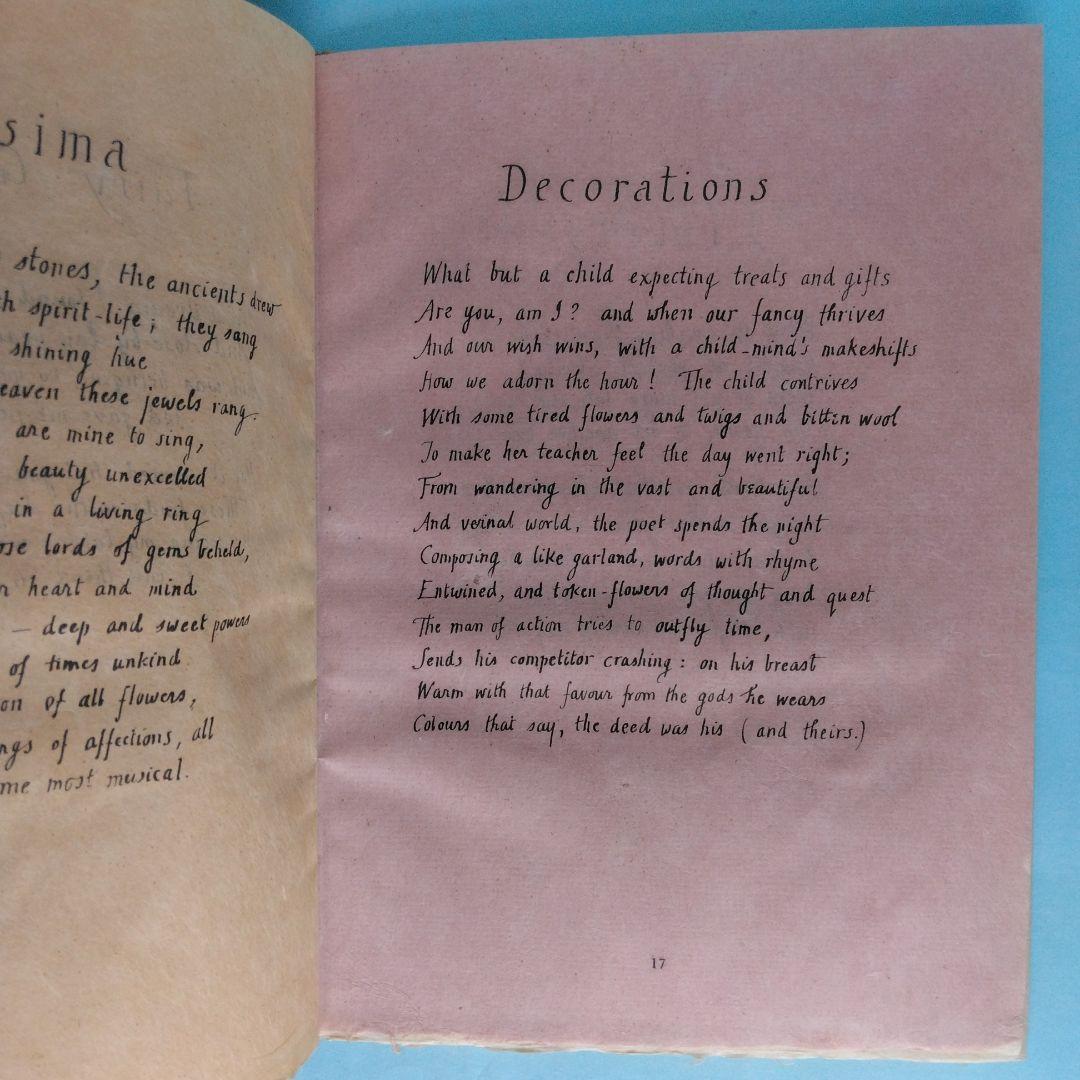 sima
stones, the ancients drew
spirit-life; they sang
shining hue
these jewels rang.
are mine to sing,
beauty unexcelled
in a living ring
lords of gems beheld,
heart and mind
— deep and sweet powers
of times unkind
of all flowers,
of affections, all
most musical.
Decorations
What but a child expecting treats and gifts
Are you, am I? and when our fancy thrives
And our wish wins, with a child-mind's makeshifts
How we adorn the hour! The child contrives
With some tired flowers and twigs and bitten wool
To make her teacher feel the day went right;
From wandering in the vast and beautiful
And vernal world, the poet spends the night
Composing a like garland, words with rhyme
Entwined, and token-flowers of thought and quest
The man of action tries to outfly time,
Sends his competitor crashing: on his breast
Warm with that favour from the gods he wears
Colours that say, the deed was his (and theirs.)
17